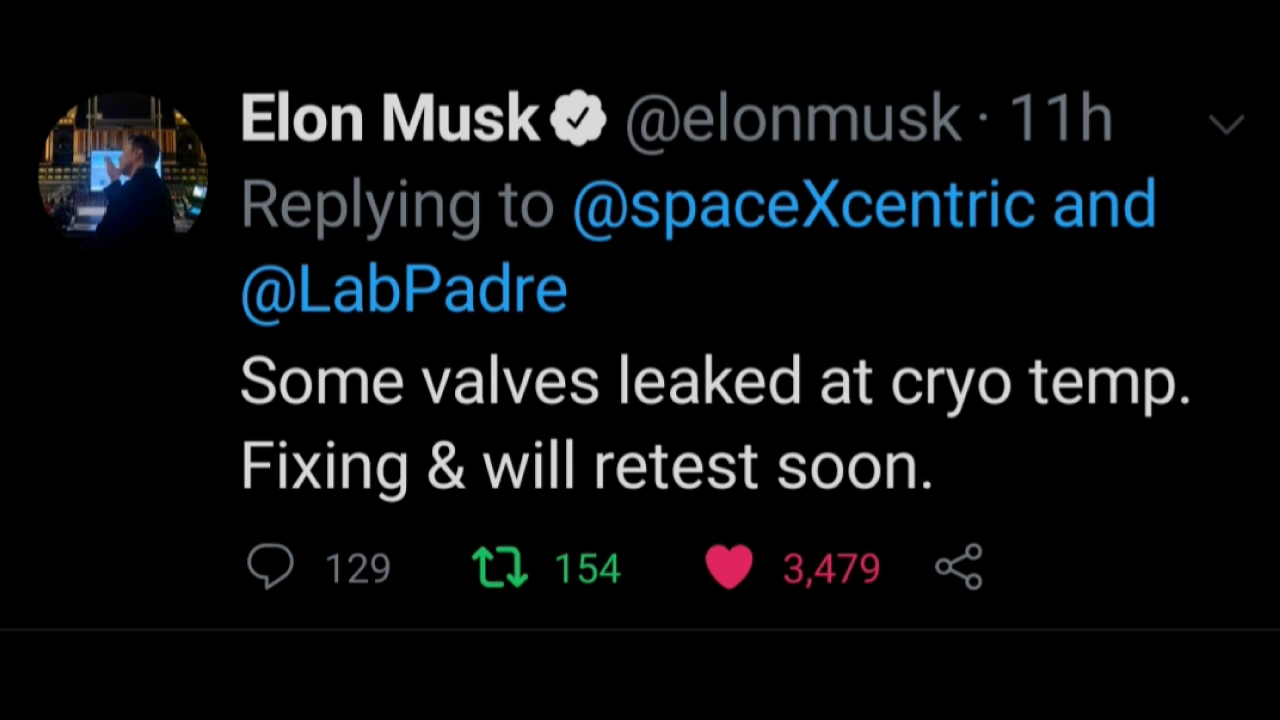 Elon Musk @elonmusk · 11h
Replying to @spaceXcentric and
@LabPadre
Some valves leaked at cryo temp.
Fixing & will retest soon.
129 154 3,479